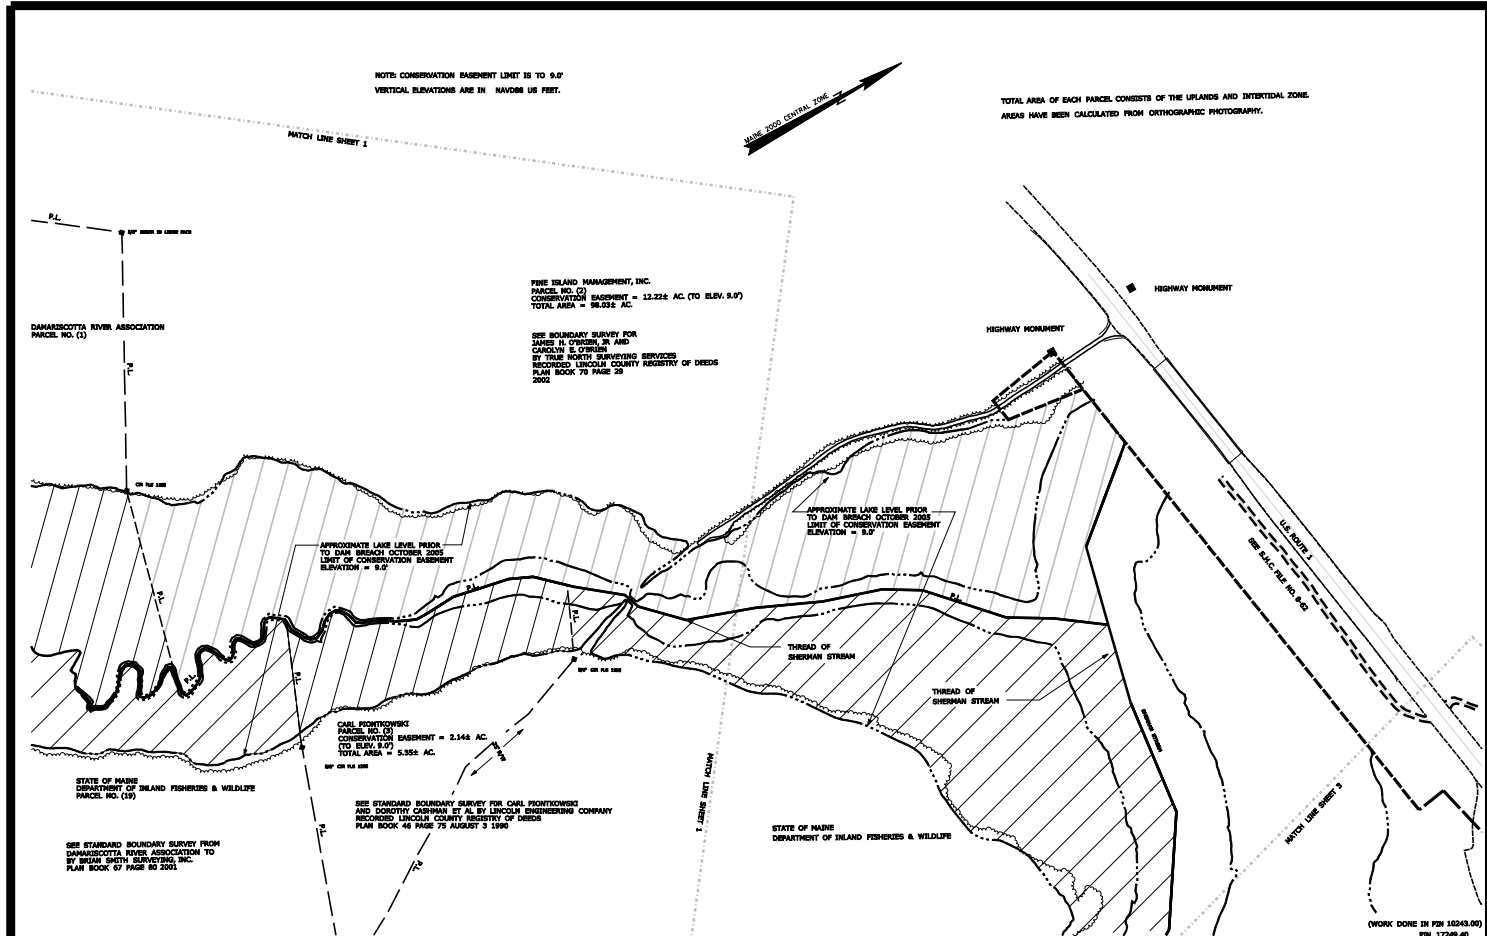 NOTE: CONSERVATION EASEMENT LIMIT IS TO 9.0'
VERTICAL ELEVATIONS ARE IN NAVD88 US FEET.
MAINE 2000 CENTRAL ZONE
TOTAL AREA OF EACH PARCEL CONSISTS OF THE UPLANDS AND INTERTIDAL ZONE.
AREAS HAVE BEEN CALCULATED FROM ORTHOGRAPHIC PHOTOGRAPHY.
MATCH LINE SHEET 1
P.L.
DAMARISCOTTA RIVER ASSOCIATION
PARCEL NO. (1)
P.L.
PINE ISLAND MANAGEMENT, INC.
PARCEL NO. (2)
CONSERVATION EASEMENT = 12.22± AC. (TO ELEV. 9.0')
TOTAL AREA = 98.03± AC.
SEE BOUNDARY SURVEY FOR
JAMES H. O'BRIEN, JR AND
CAROLYN E. O'BRIEN
BY TRUE NORTH SURVEYING SERVICES
RECORDED LINCOLN COUNTY REGISTRY OF DEEDS
PLAN BOOK 70 PAGE 29
2002
HIGHWAY MONUMENT
HIGHWAY MONUMENT
APPROXIMATE LAKE LEVEL PRIOR
TO DAM BREACH OCTOBER 2005
LIMIT OF CONSERVATION EASEMENT
ELEVATION = 9.0'
APPROXIMATE LAKE LEVEL PRIOR
TO DAM BREACH OCTOBER 2005
LIMIT OF CONSERVATION EASEMENT
ELEVATION = 9.0'
U.S. ROUTE 1
SEE S.H.C. FILE NO. 8-62
P.L.
P.L.
P.L.
P.L.
P.L.
P.L.
THREAD OF
SHERMAN STREAM
THREAD OF
SHERMAN STREAM
CARL PIONTKOWSKI
PARCEL NO. (3)
CONSERVATION EASEMENT = 2.14± AC.
(TO ELEV. 9.0')
TOTAL AREA = 5.35± AC.
STATE OF MAINE
DEPARTMENT OF INLAND FISHERIES & WILDLIFE
PARCEL NO. (19)
SEE STANDARD BOUNDARY SURVEY FOR CARL PIONTKOWSKI
AND DOROTHY CASHMAN ET AL BY LINCOLN ENGINEERING COMPANY
RECORDED LINCOLN COUNTY REGISTRY OF DEEDS
PLAN BOOK 46 PAGE 75 AUGUST 3 1990
MATCH LINE SHEET 1
MATCH LINE SHEET 3
STATE OF MAINE
DEPARTMENT OF INLAND FISHERIES & WILDLIFE
SEE STANDARD BOUNDARY SURVEY FROM
DAMARISCOTTA RIVER ASSOCIATION TO
BY BRIAN SMITH SURVEYING, INC.
PLAN BOOK 67 PAGE 80 2001
P.L.
P.L.
(WORK DONE IN PIN 10243.00)
PIN 17249.40